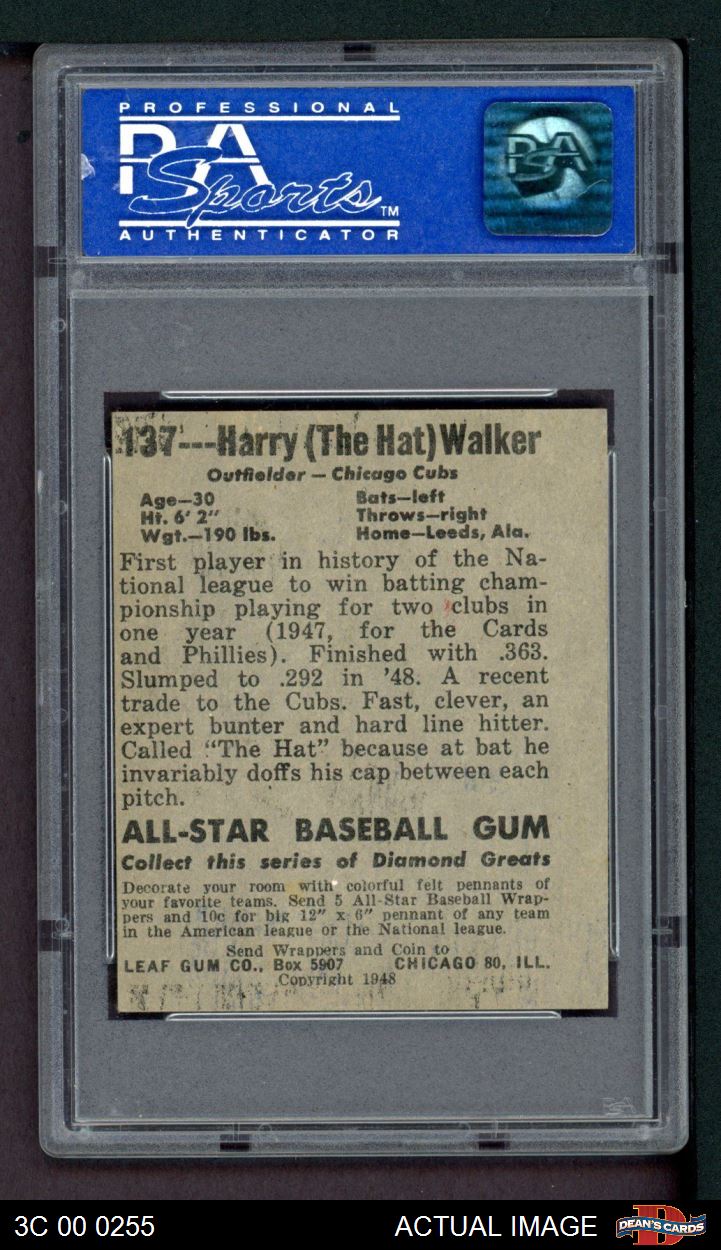 PROFESSIONAL
PSA
Sports™
AUTHENTICATOR
PSA
137---Harry (The Hat) Walker
Outfielder — Chicago Cubs
Age—30 Bats—left
Ht. 6' 2" Throws—right
Wgt.—190 lbs. Home—Leeds, Ala.
First player in history of the Na-
tional league to win batting cham-
pionship playing for two clubs in
one year (1947, for the Cards
and Phillies). Finished with .363.
Slumped to .292 in '48. A recent
trade to the Cubs. Fast, clever, an
expert bunter and hard line hitter.
Called "The Hat" because at bat he
invariably doffs his cap between each
pitch.
ALL-STAR BASEBALL GUM
Collect this series of Diamond Greats
Decorate your room with colorful felt pennants of
your favorite teams. Send 5 All-Star Baseball Wrap-
pers and 10c for big 12" x 6" pennant of any team
in the American league or the National league.
Send Wrappers and Coin to
LEAF GUM CO., Box 5907 CHICAGO 80, ILL.
Copyright 1948
PSA
3C 00 0255 ACTUAL IMAGE DEAN'S CARDS